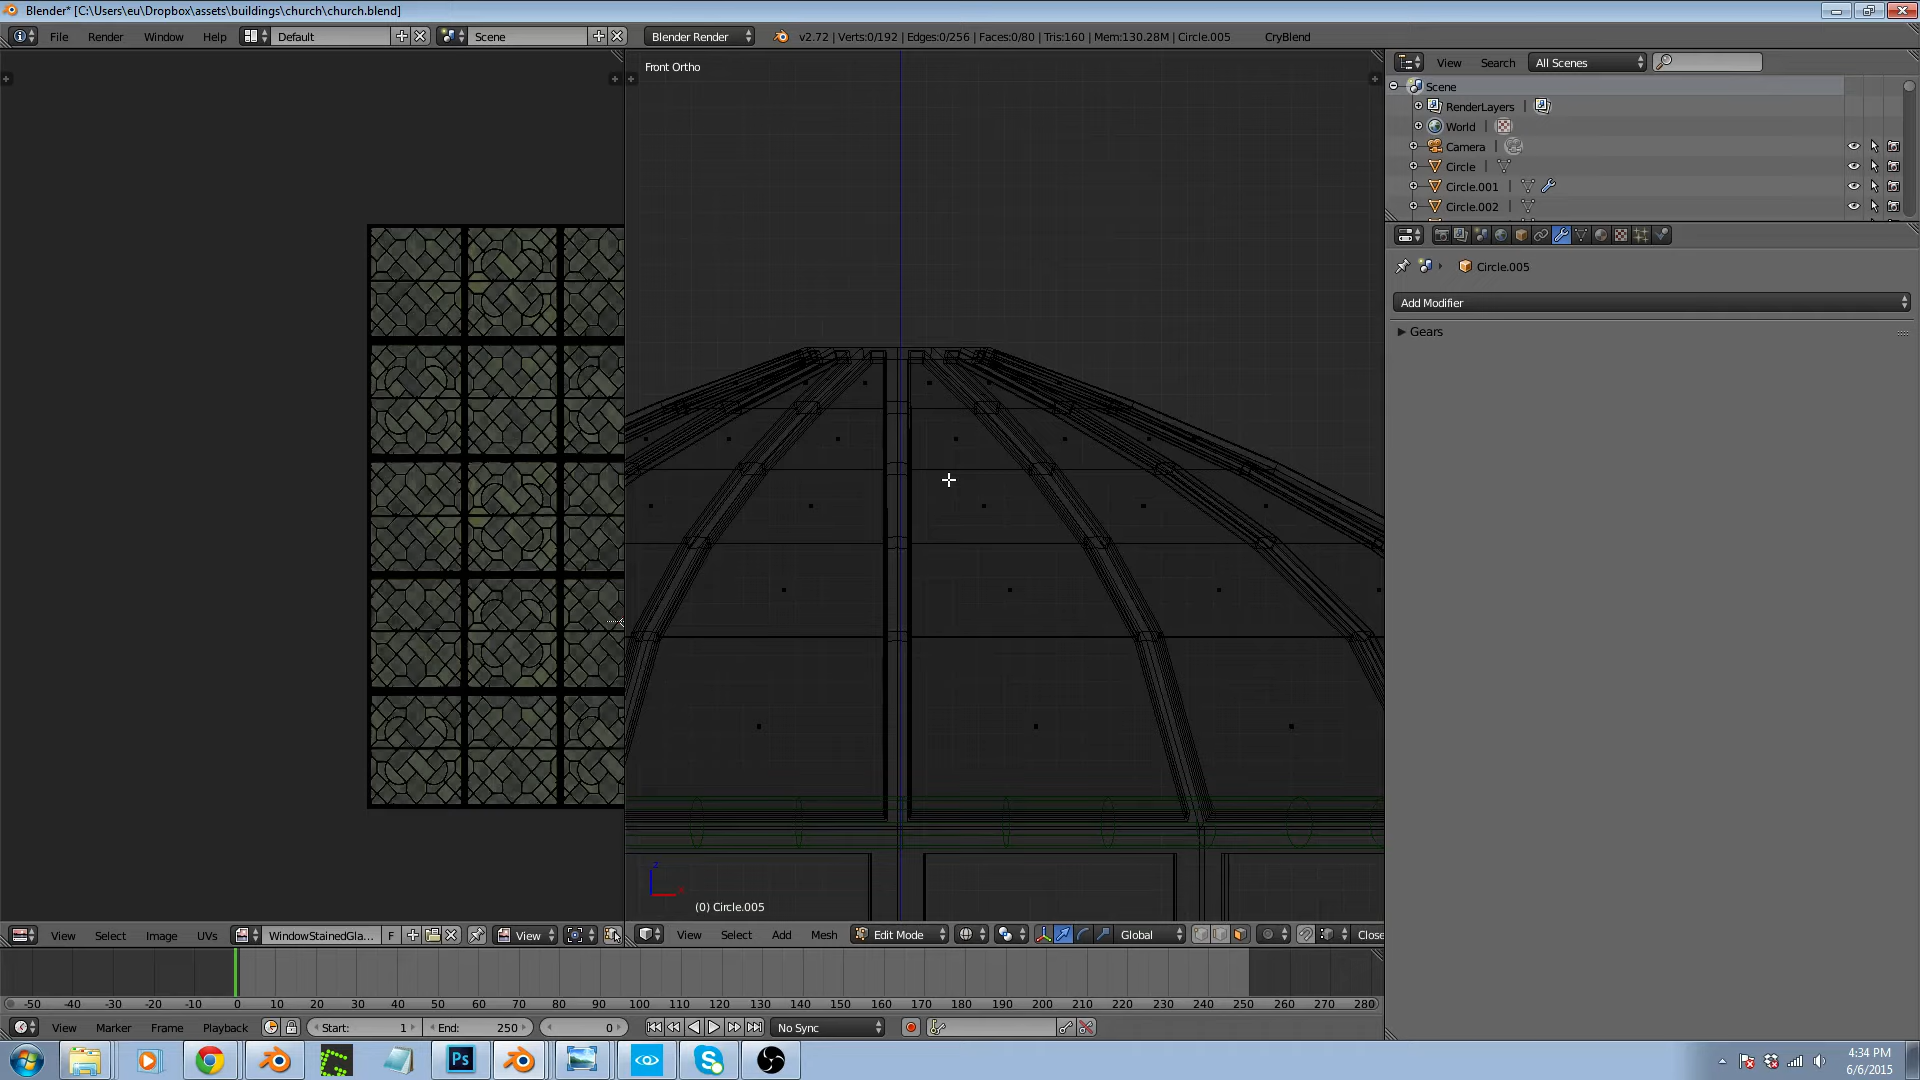 Blender* [C:\Users\eu\Dropbox\assets\buildings\church\church.blend]
File Render Window Help Default Scene Blender Render v2.72 | Verts:0/192 | Edges:0/256 | Faces:0/80 | Tris:160 | Mem:130.28M | Circle.005 CryBlend
Front Ortho
View Search All Scenes
Scene
RenderLayers
World
Camera
Circle
Circle.001
Circle.002
Circle.005
Add Modifier
Gears
z
x
(0) Circle.005
View Select Image UVs WindowStainedGla... F View
View Select Add Mesh Edit Mode Global Close
-50 -40 -30 -20 -10 0 10 20 30 40 50 60 70 80 90 100 110 120 130 140 150 160 170 180 190 200 210 220 230 240 250 260 270 280
View Marker Frame Playback Start: 1 End: 250 0 No Sync
Ps
4:34 PM
6/6/2015